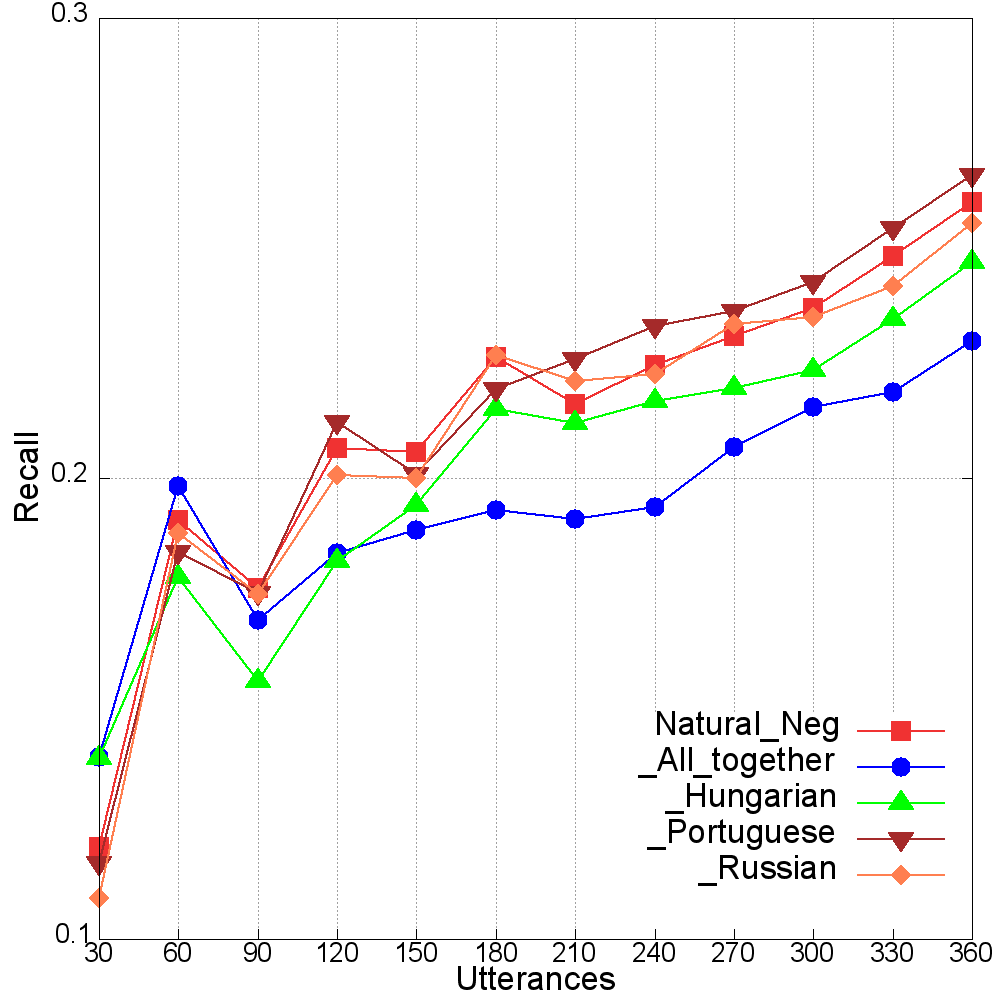 0.3
0.2
0.1
Recall
Natural_Neg
_All_together
_Hungarian
_Portuguese
_Russian
30 60 90 120 150 180 210 240 270 300 330 360
Utterances